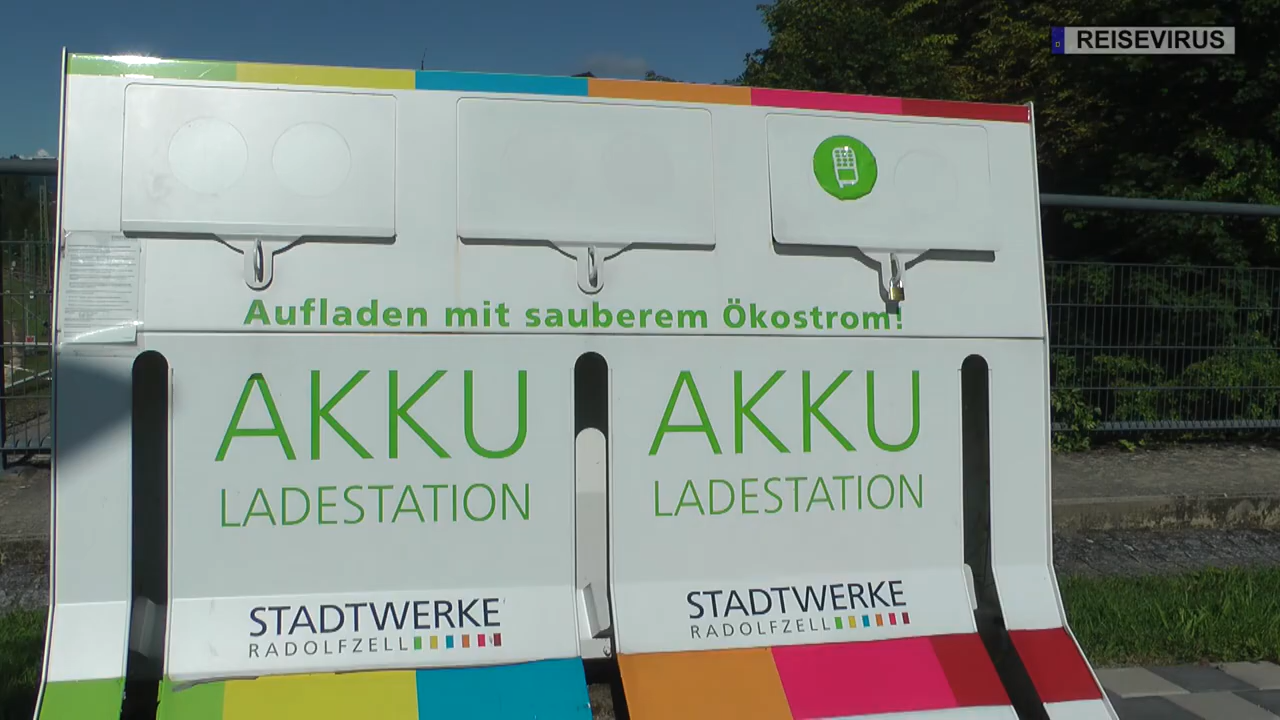 REISEVIRUS
Aufladen mit sauberem Ökostrom!
AKKU
LADESTATION
STADTWERKE
RADOLFZELL
AKKU
LADESTATION
STADTWERKE
RADOLFZELL